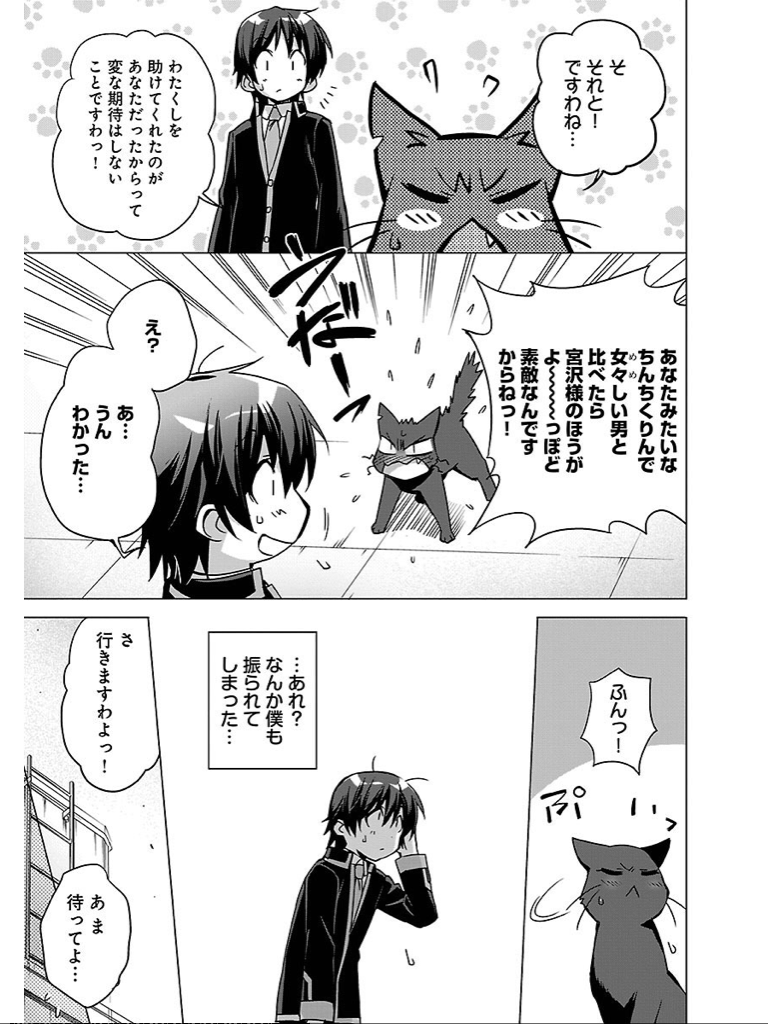 そ
それと！
ですわね…
わたくしを
助けてくれたのが
あなただったからって
変な期待はしない
ことですわっ！
あなたみたいな
ちんちくりんで
女々しい男と
めめ
比べたら
宮沢様のほうが
よ～～～～っぽど
素敵なんです
からねっ！
うなー
え？
あ…
うん
わかった…
ふんっ！
ぷいっ
…あれ？
なんか僕も
振られて
しまった…
さ
行きますわよっ！
あま
待ってよ…